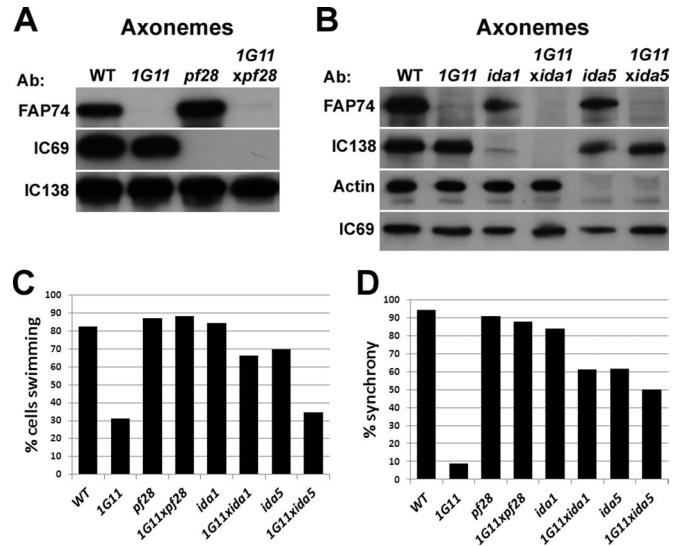 A
Axonemes
Ab: WT 1G11 pf28 1G11 xpf28
FAP74
IC69
IC138
B
Axonemes
Ab: WT 1G11 ida1 1G11 xida1 ida5 1G11 xida5
FAP74
IC138
Actin
IC69
C
% cells swimming
100
90
80
70
60
50
40
30
20
10
0
WT 1G11 pf28 1G11xpf28 ida1 1G11xida1 ida5 1G11xida5
D
% synchrony
100
90
80
70
60
50
40
30
20
10
0
WT 1G11 pf28 1G11xpf28 ida1 1G11xida1 ida5 1G11xida5